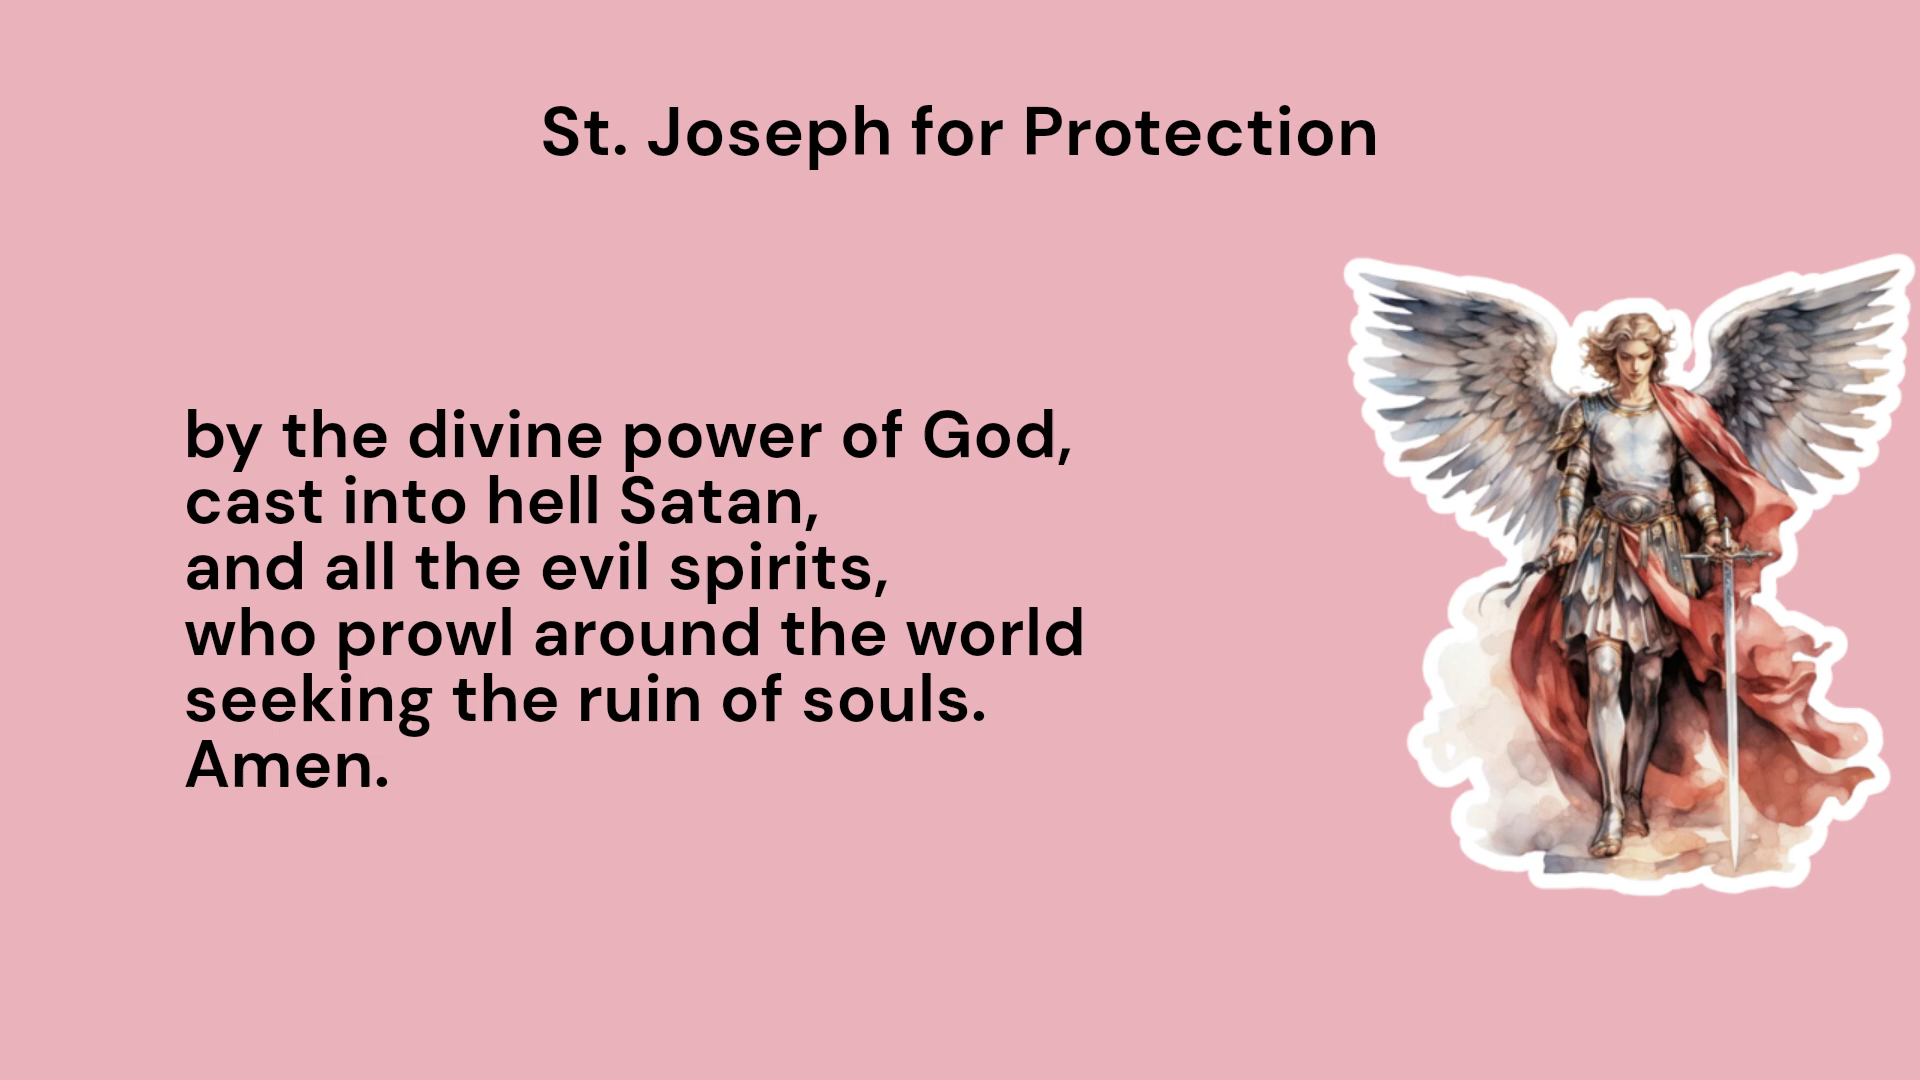 St. Joseph for Protection
by the divine power of God,
cast into hell Satan,
and all the evil spirits,
who prowl around the world
seeking the ruin of souls.
Amen.